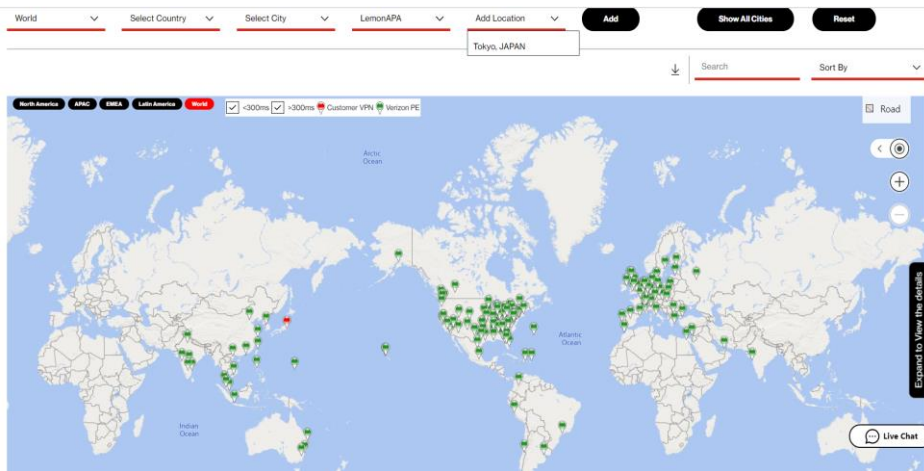 World
Select Country
Select City
LemonAPA
Add Location
Add
Show All Cities
Reset
Tokyo, JAPAN
Search
Sort By
North America
APAC
EMEA
Latin America
World
<300ms
>300ms
Customer VPN
Verizon PE
Road
Arctic
Ocean
Atlantic
Ocean
Indian
Ocean
Expand to View the details
Live Chat